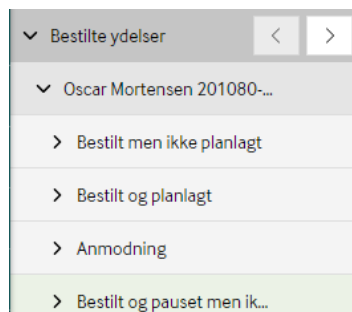 Bestilte ydelser
Oscar Mortensen 201080-...
Bestilt men ikke planlagt
Bestilt og planlagt
Anmodning
Bestilt og pauset men ik...